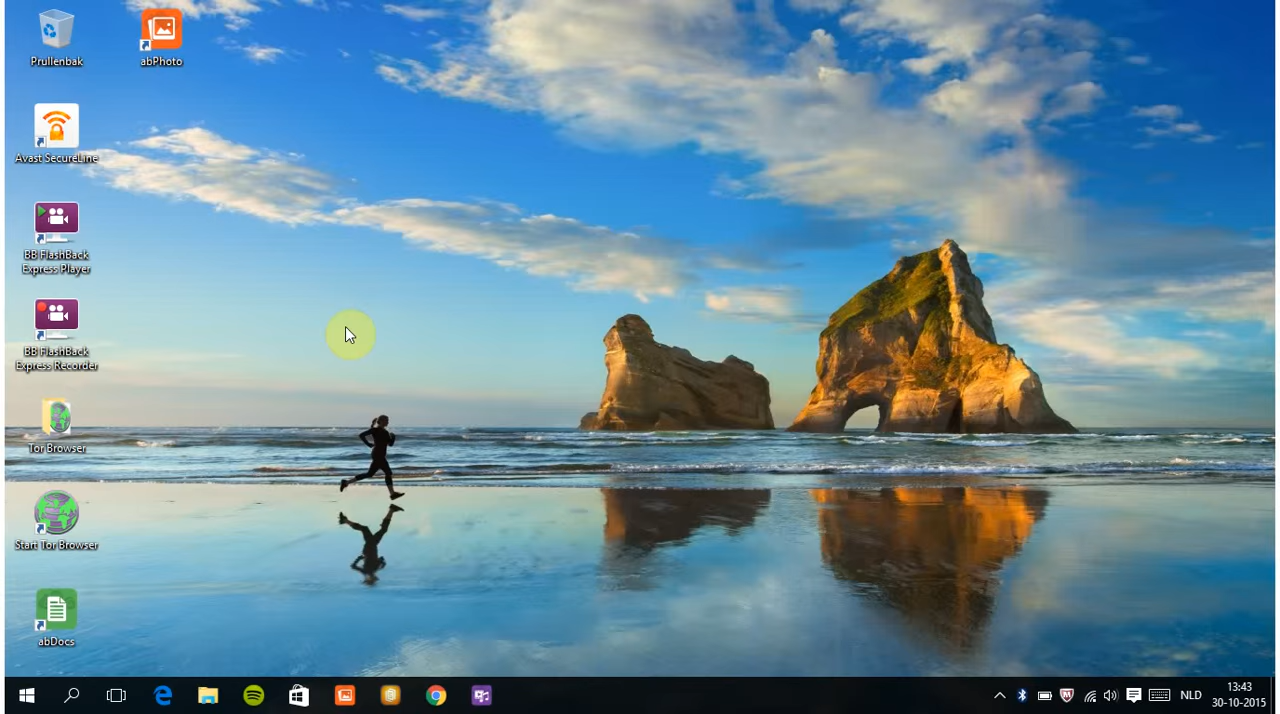 Prullenbak
abPhoto
Avast SecureLine
BB FlashBack
Express Player
BB FlashBack
Express Recorder
Tor Browser
Start Tor Browser
abDocs
NLD
13:43
30-10-2015